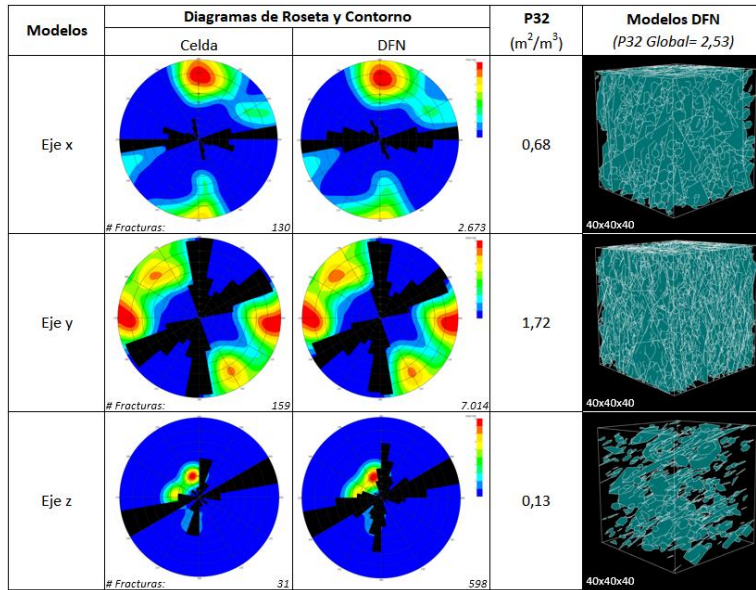 Modelos
Diagramas de Roseta y Contorno
P32
(m²/m³)
Modelos DFN
(P32 Global= 2,53)
Celda
DFN
Eje x
# Fracturas:
130
2.673
0,68
40x40x40
Eje y
# Fracturas:
159
7.014
1,72
40x40x40
Eje z
# Fracturas:
31
598
0,13
40x40x40